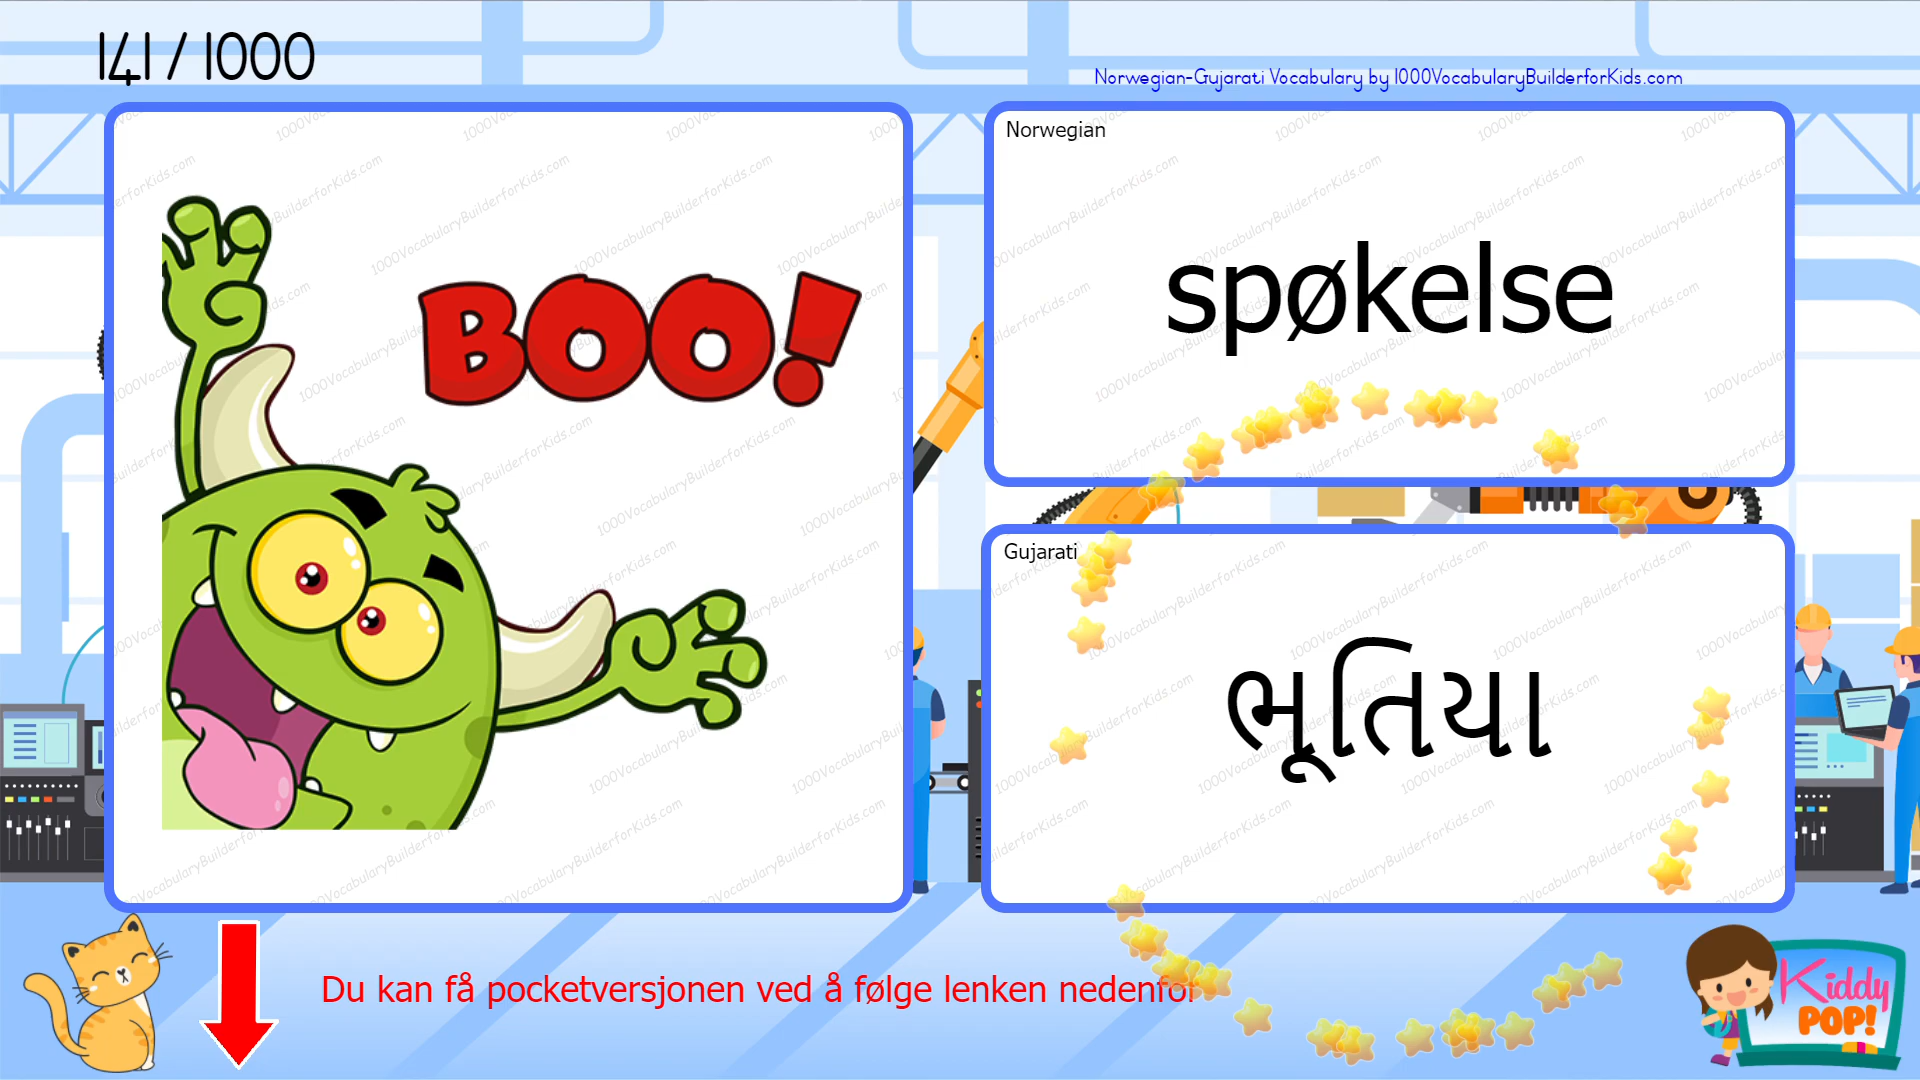 141 / 1000
Norwegian-Gujarati Vocabulary by 1000VocabularyBuilderforKids.com
BOO!
Norwegian
spøkelse
Gujarati
ભૂતિયા
Du kan få pocketversjonen ved å følge lenken nedenfor
Kiddy
POP!